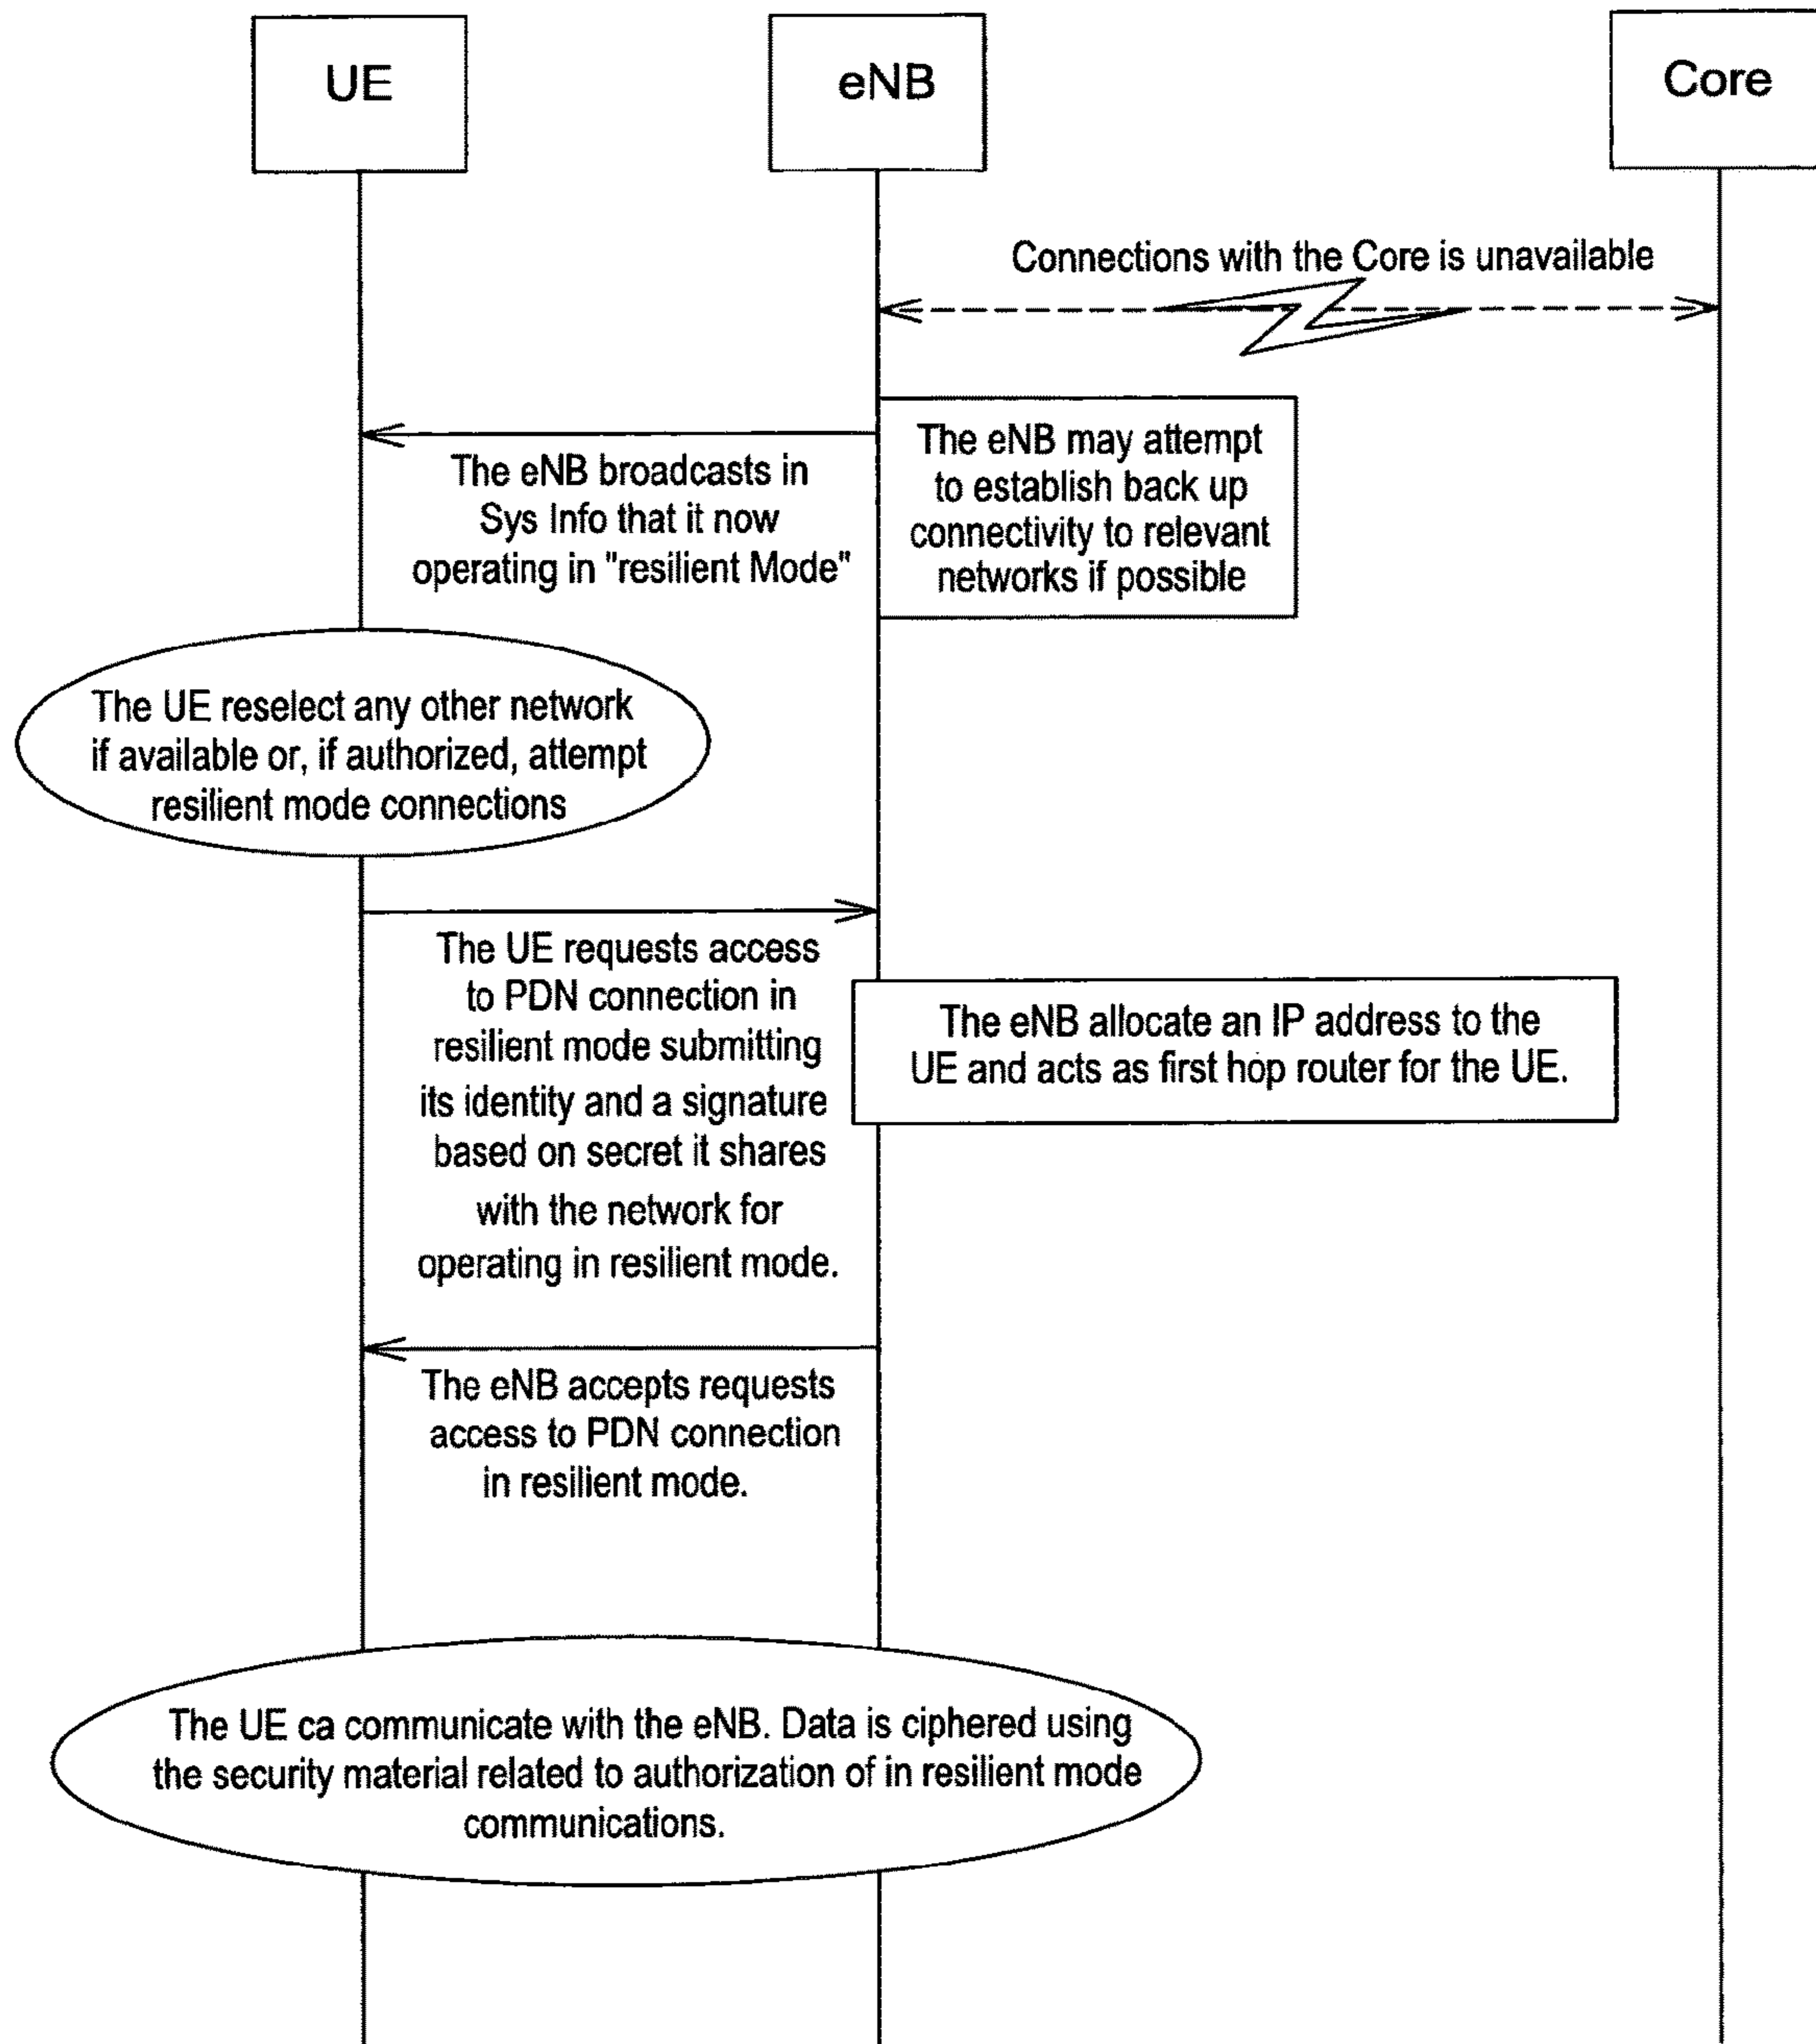 UE
eNB
Core
Connections with the Core is unavailable
The eNB broadcasts in
Sys Info that it now
operating in "resilient Mode"
The eNB may attempt
to establish back up
connectivity to relevant
networks if possible
The UE reselect any other network
if available or, if authorized, attempt
resilient mode connections
The UE requests access
to PDN connection in
resilient mode submitting
its identity and a signature
based on secret it shares
with the network for
operating in resilient mode.
The eNB allocate an IP address to the
UE and acts as first hop router for the UE.
The eNB accepts requests
access to PDN connection
in resilient mode.
The UE ca communicate with the eNB. Data is ciphered using
the security material related to authorization of in resilient mode
communications.